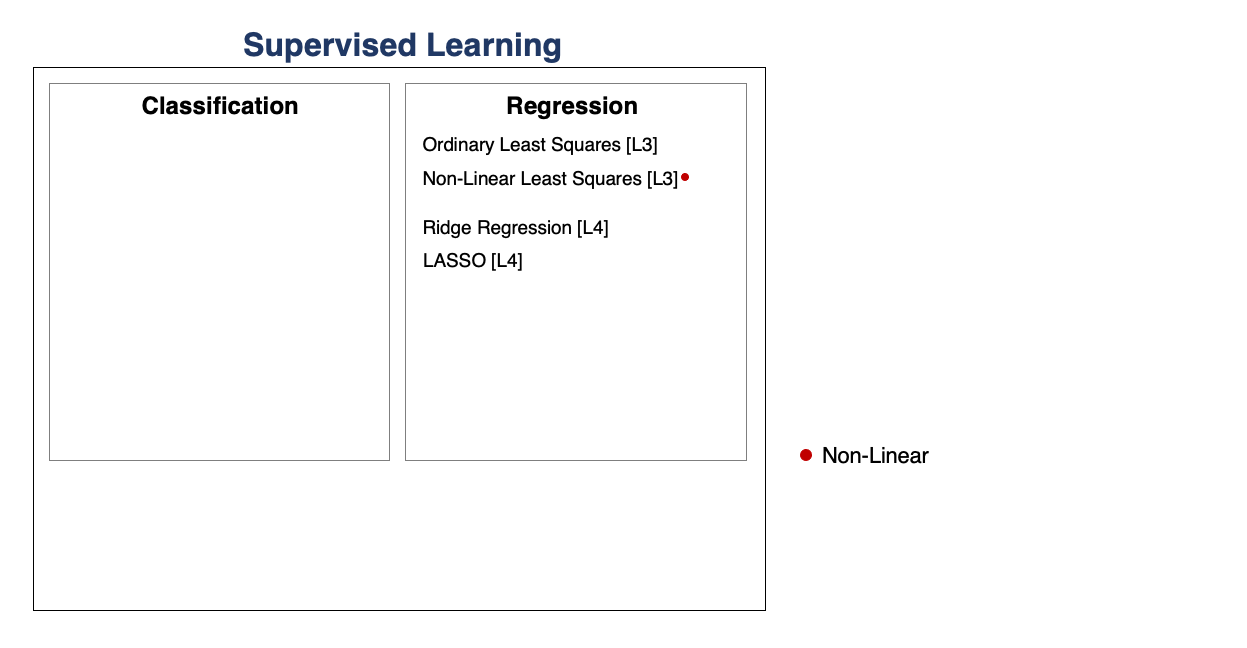 Supervised Learning
Classification
Regression
Ordinary Least Squares [L3]
Non-Linear Least Squares [L3]
Ridge Regression [L4]
LASSO [L4]
Non-Linear